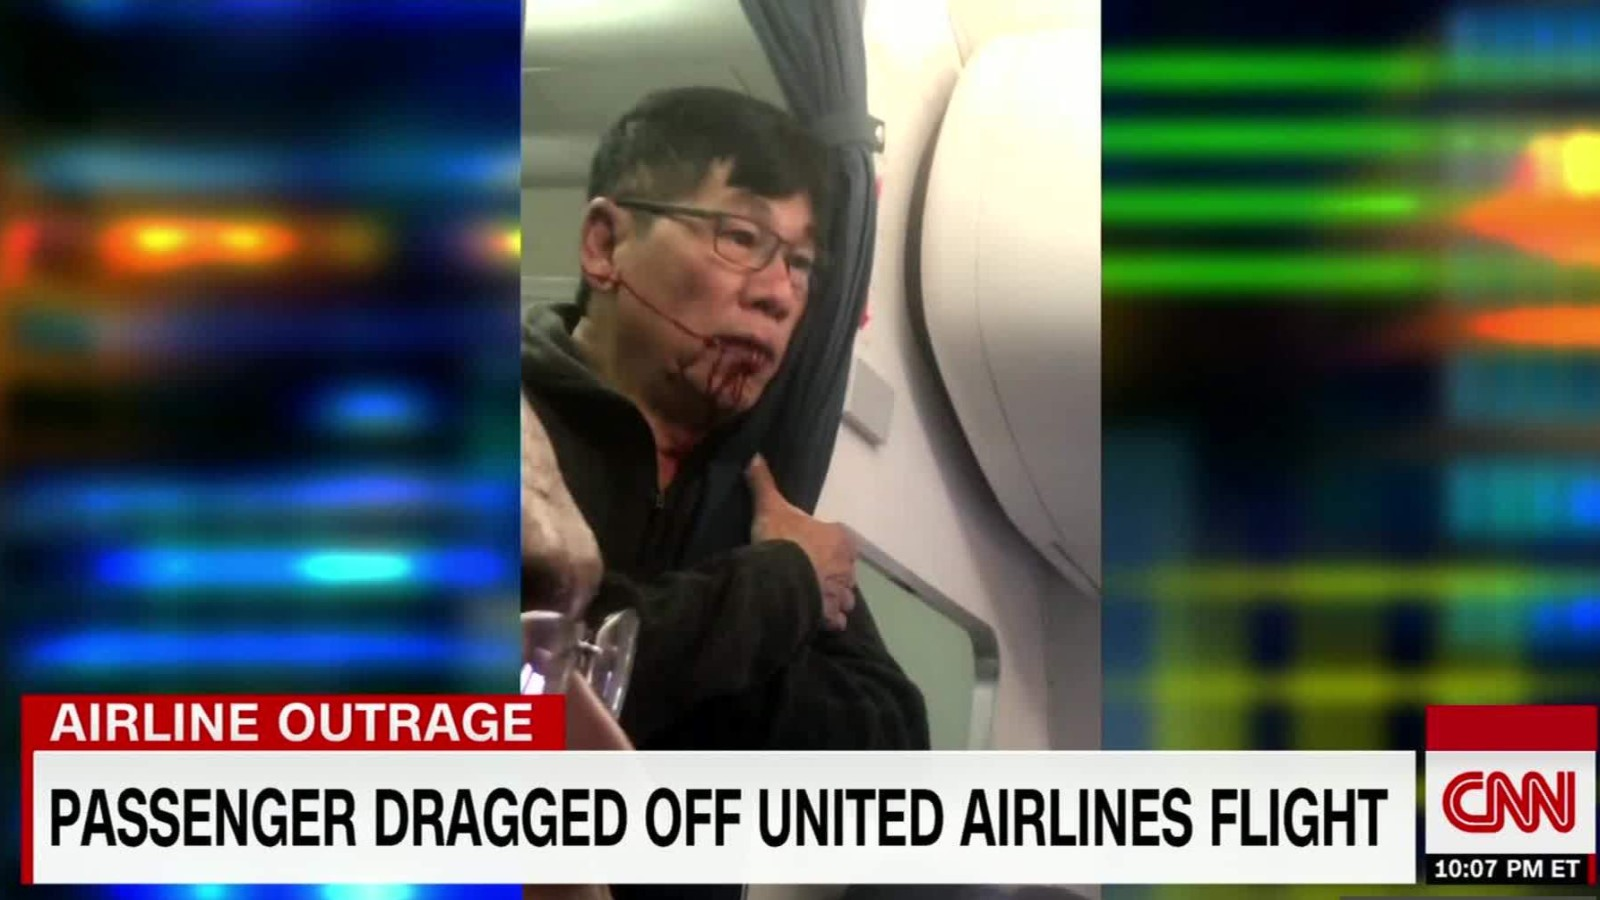 AIRLINE OUTRAGE
PASSENGER DRAGGED OFF UNITED AIRLINES FLIGHT
CNN
10:07 PM ET